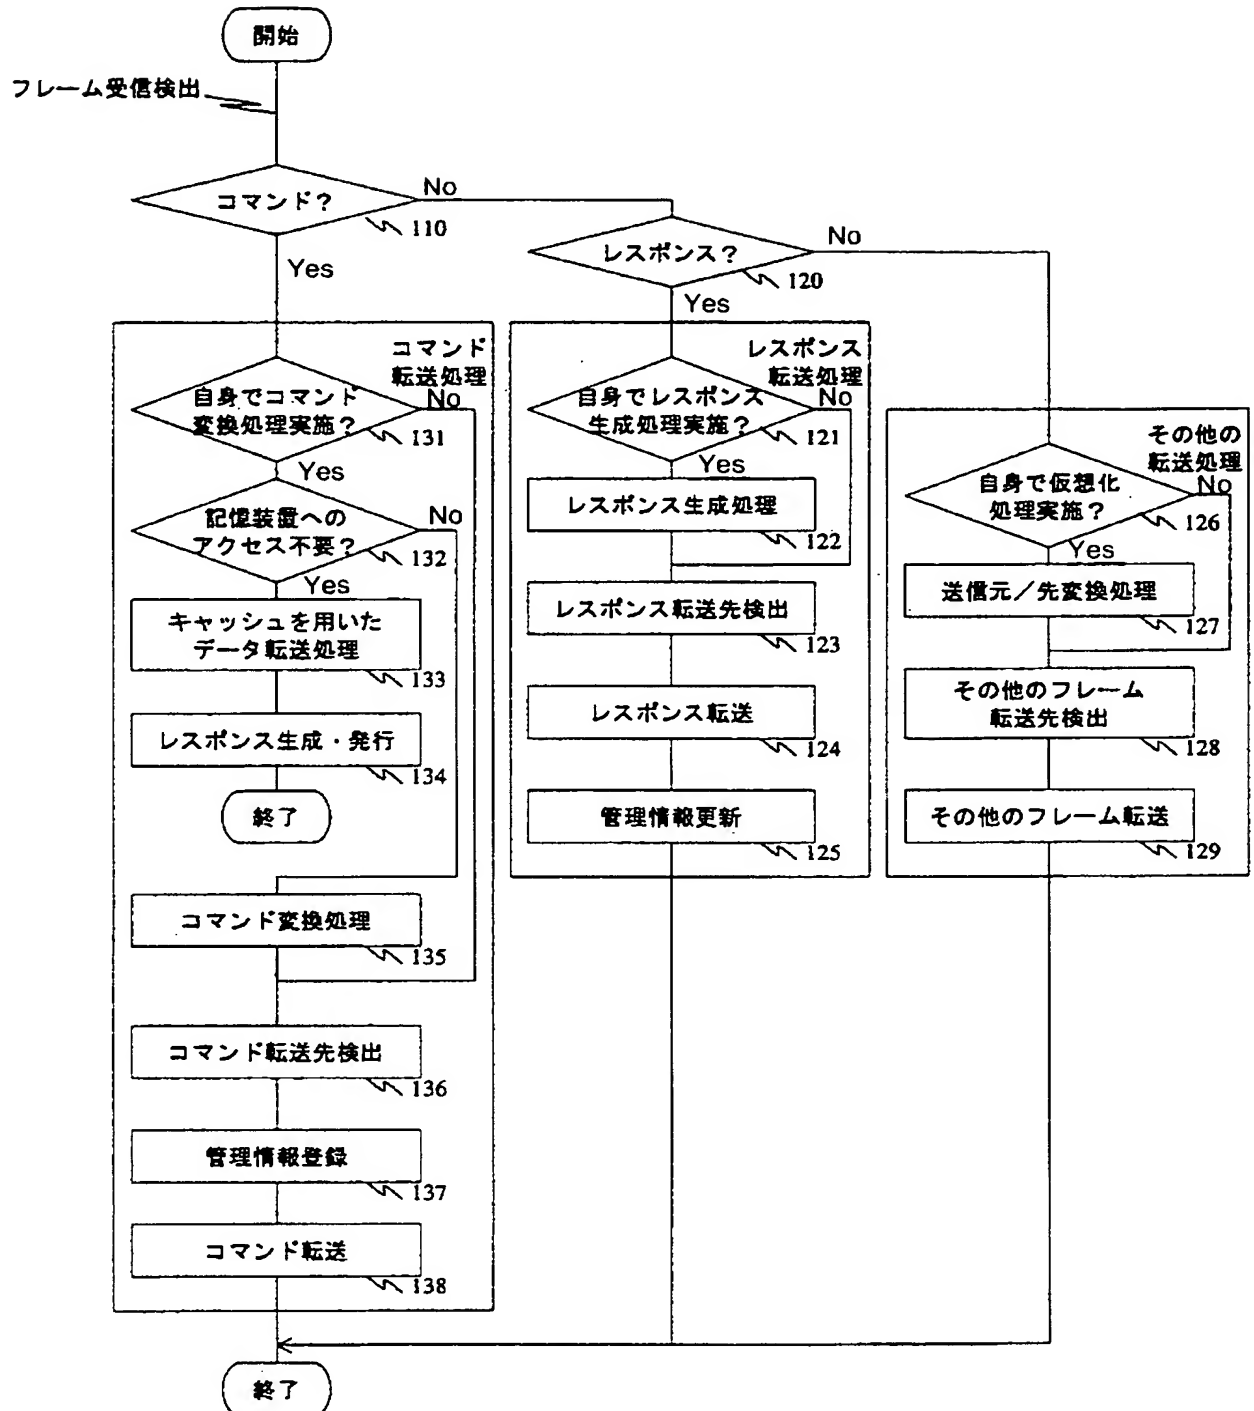 開始
フレーム受信検出
コマンド?
No
110
Yes
レスポンス?
No
120
Yes
コマンド
転送処理
自身でコマンド
変換処理実施?
No
131
Yes
記憶装置への
アクセス不要?
No
132
Yes
キャッシュを用いた
データ転送処理
133
レスポンス生成・発行
134
終了
コマンド変換処理
135
コマンド転送先検出
136
管理情報登録
137
コマンド転送
138
レスポンス
転送処理
自身でレスポンス
生成処理実施?
No
121
Yes
レスポンス生成処理
122
レスポンス転送先検出
123
レスポンス転送
124
管理情報更新
125
その他の
転送処理
自身で仮想化
処理実施?
No
126
Yes
送信元/先変換処理
127
その他のフレーム
転送先検出
128
その他のフレーム転送
129
終了